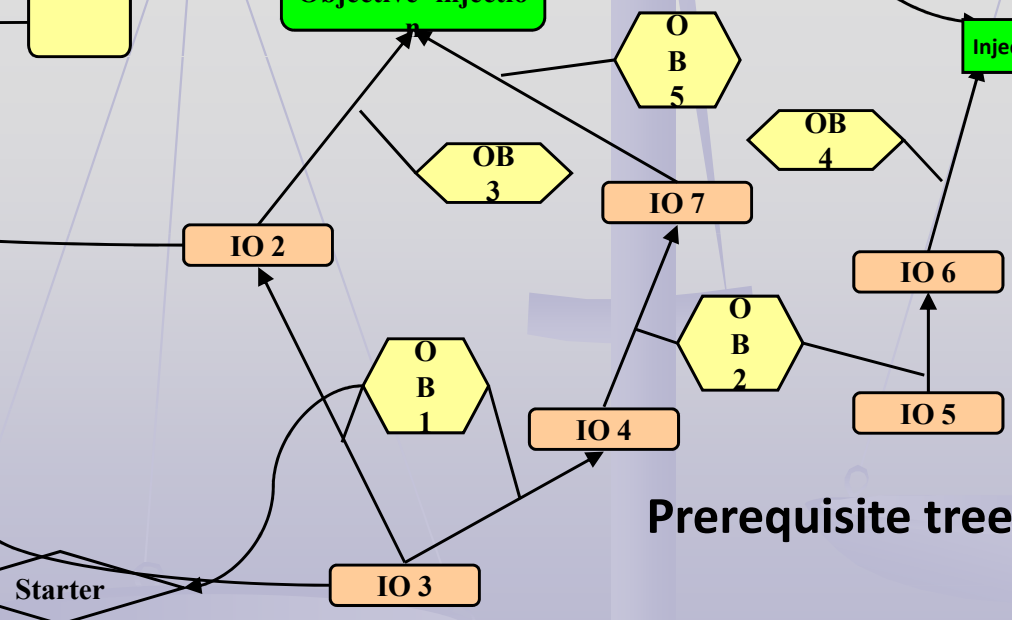 Objective injectio
n
O
B
5
Inje
OB
4
OB
3
IO 7
IO 2
IO 6
O
B
2
O
B
1
IO 5
IO 4
Prerequisite tree
IO 3
Starter